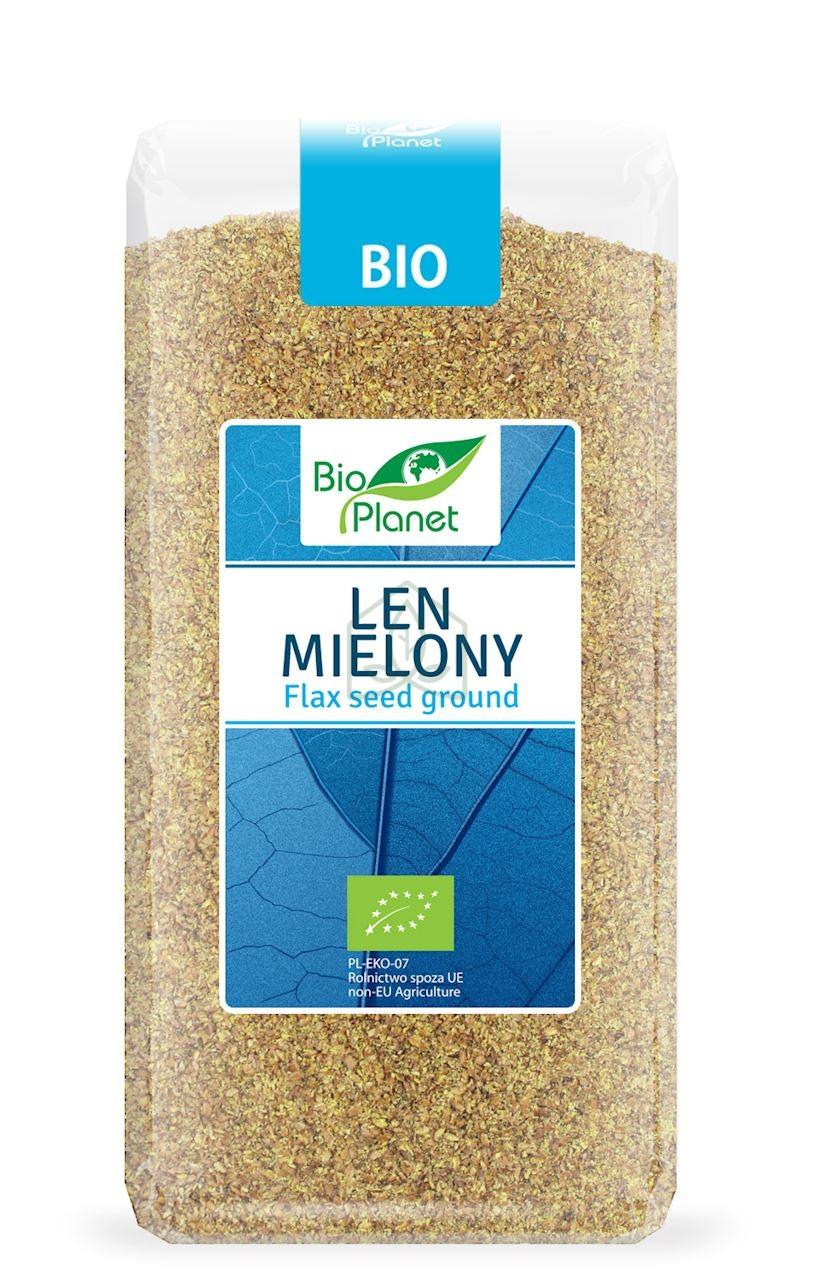 Bio
Planet
BIO
Bio
Planet
LEN
MIELONY
Flax seed ground
PL-EKO-07
Rolnictwo spoza UE
non-EU Agriculture